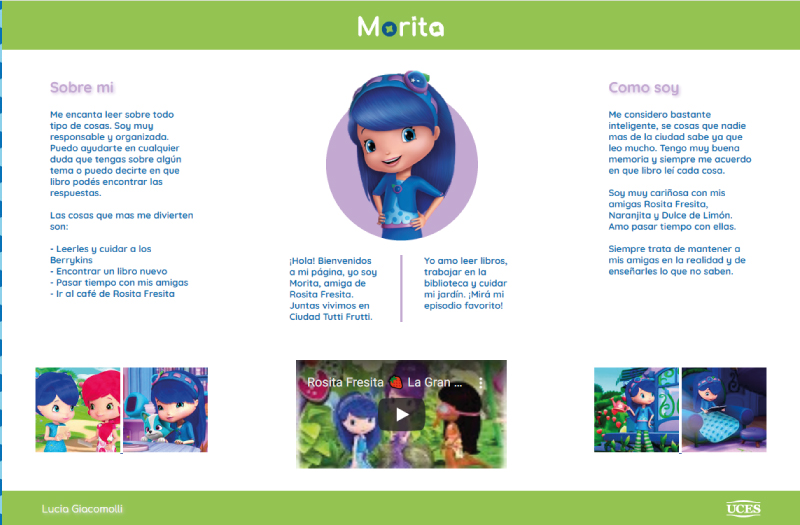 Morita
Sobre mi
Me encanta leer sobre todo
tipo de cosas. Soy muy
responsable y organizada.
Puedo ayudarte en cualquier
duda que tengas sobre algún
tema o puedo decirte en que
libro podés encontrar las
respuestas.
Las cosas que mas me divierten
son:
- Leerles y cuidar a los
Berrykins
- Encontrar un libro nuevo
- Pasar tiempo con mis amigas
- Ir al café de Rosita Fresita
¡Hola! Bienvenidos
a mi página, yo soy
Morita, amiga de
Rosita Fresita.
Juntas vivimos en
Ciudad Tutti Frutti.
Yo amo leer libros,
trabajar en la
biblioteca y cuidar
mi jardín. ¡Mirá mi
episodio favorito!
Como soy
Me considero bastante
inteligente, se cosas que nadie
mas de la ciudad sabe ya que
leo mucho. Tengo muy buena
memoria y siempre me acuerdo
en que libro leí cada cosa.
Soy muy cariñosa con mis
amigas Rosita Fresita,
Naranjita y Dulce de Limón.
Amo pasar tiempo con ellas.
Siempre trata de mantener a
mis amigas en la realidad y de
enseñarles lo que no saben.
Rosita Fresita 🍓 La Gran ...
Lucia Giacomolli
UCES